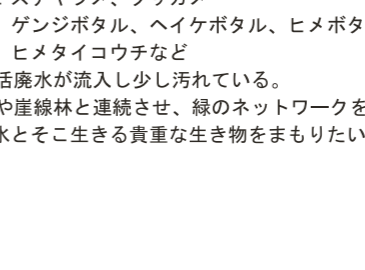 ゲンジボタル、ヘイケボタル、ヒメボタ
ヒメタイコウチなど
活廃水が流入し少し汚れている。
や崖線林と連続させ、緑のネットワークを
水とそこ生きる貴重な生き物をまもりたい